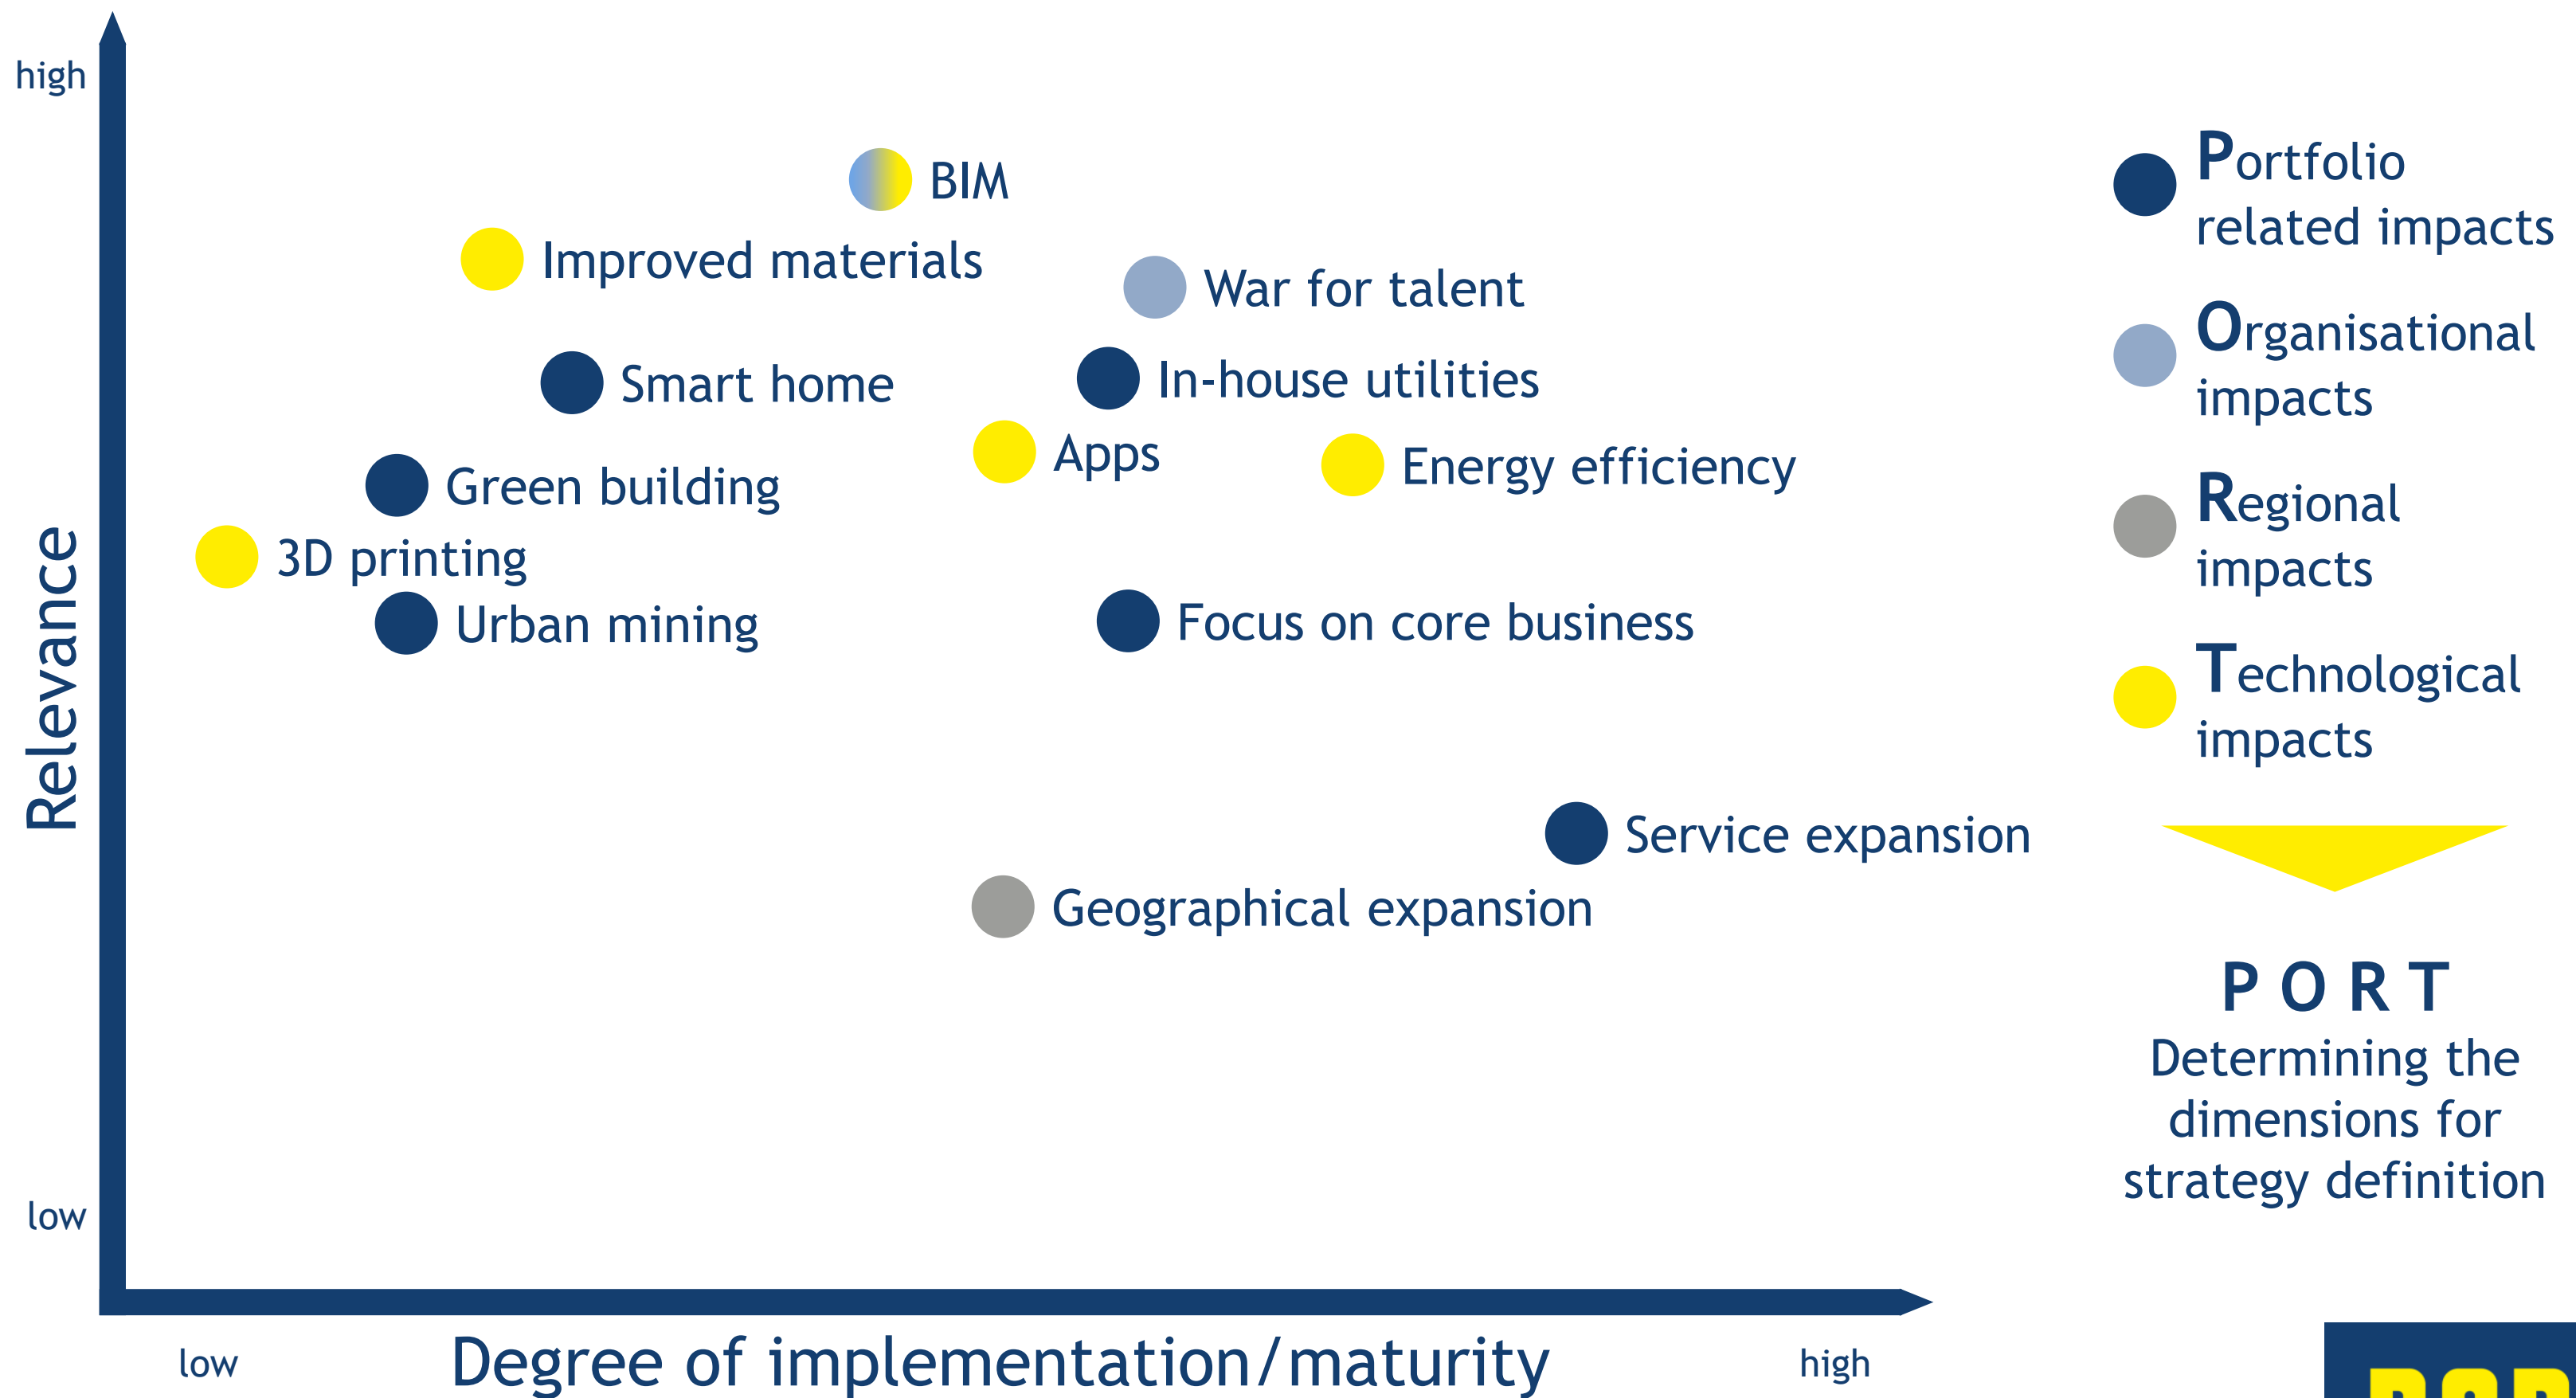 high
BIM
Improved materials
War for talent
Smart home
In-house utilities
Apps
Energy efficiency
Green building
3D printing
Urban mining
Focus on core business
Service expansion
Geographical expansion
Relevance
low
low
Degree of implementation/maturity
high
Portfolio
related impacts
Organisational
impacts
Regional
impacts
Technological
impacts
P O R T
Determining the
dimensions for
strategy definition